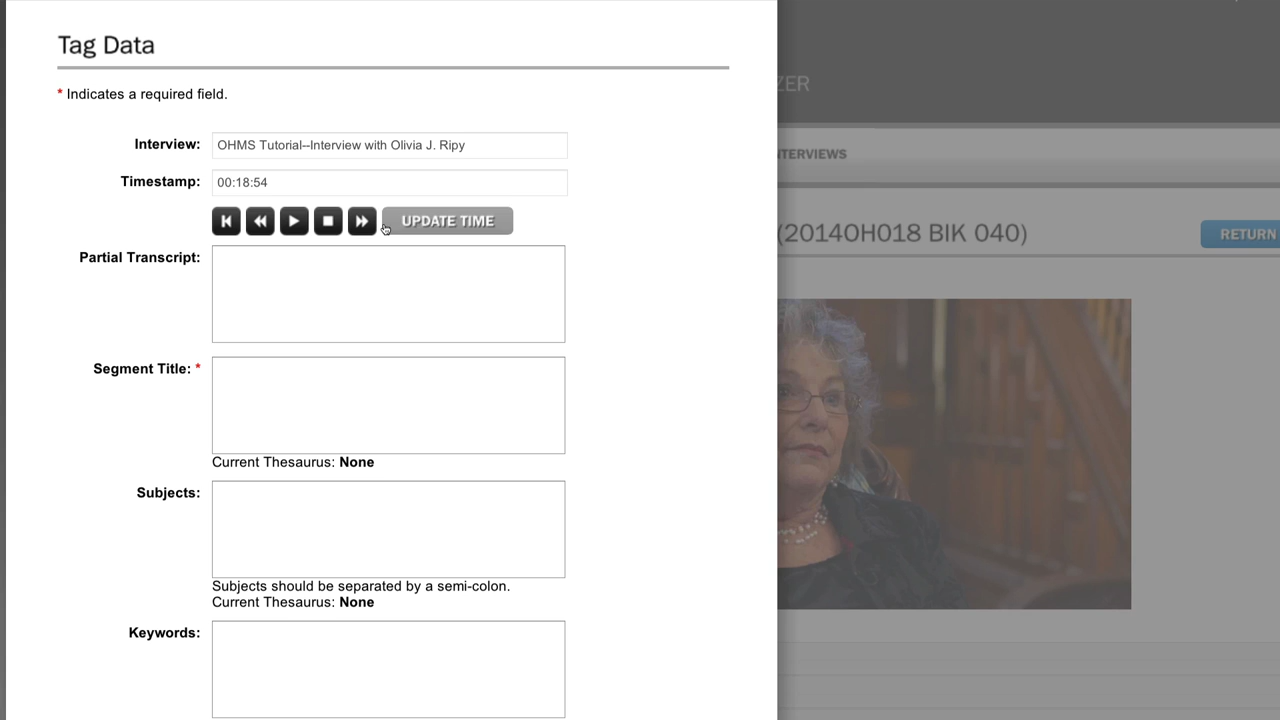 Tag Data
* Indicates a required field.
Interview: OHMS Tutorial--Interview with Olivia J. Ripy
Timestamp: 00:18:54
UPDATE TIME
Partial Transcript:
Segment Title: *
Current Thesaurus: None
Subjects:
Subjects should be separated by a semi-colon.
Current Thesaurus: None
Keywords:
ZER
TERVIEWS
(2014OH018 BIK 040)
RETURN